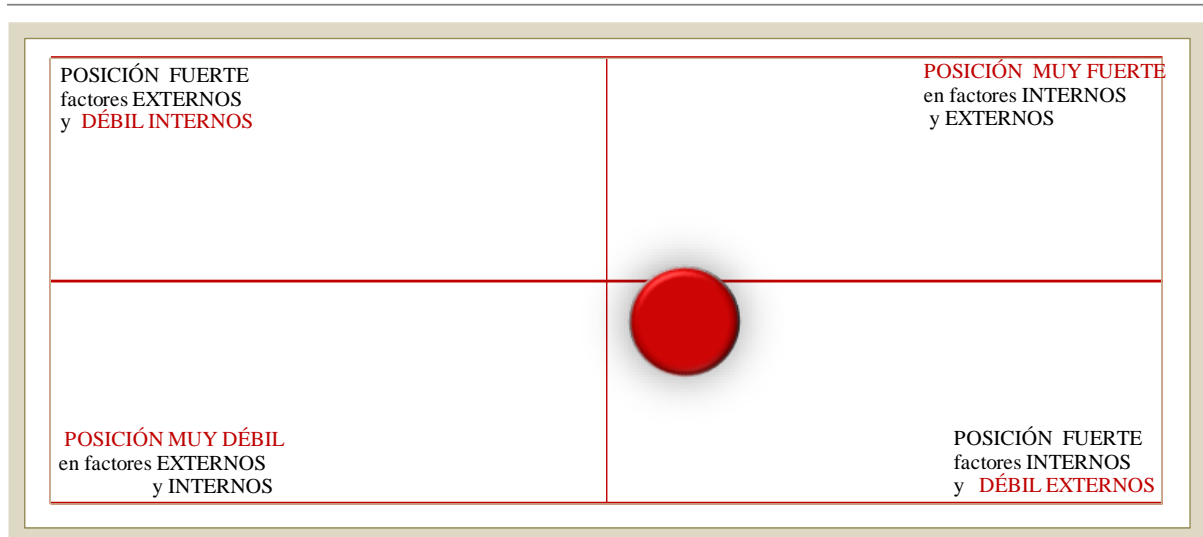 POSICIÓN FUERTE
factores EXTERNOS
y DÉBIL INTERNOS
POSICIÓN MUY FUERTE
en factores INTERNOS
y EXTERNOS
POSICIÓN MUY DÉBIL
en factores EXTERNOS
y INTERNOS
POSICIÓN FUERTE
factores INTERNOS
y DÉBIL EXTERNOS